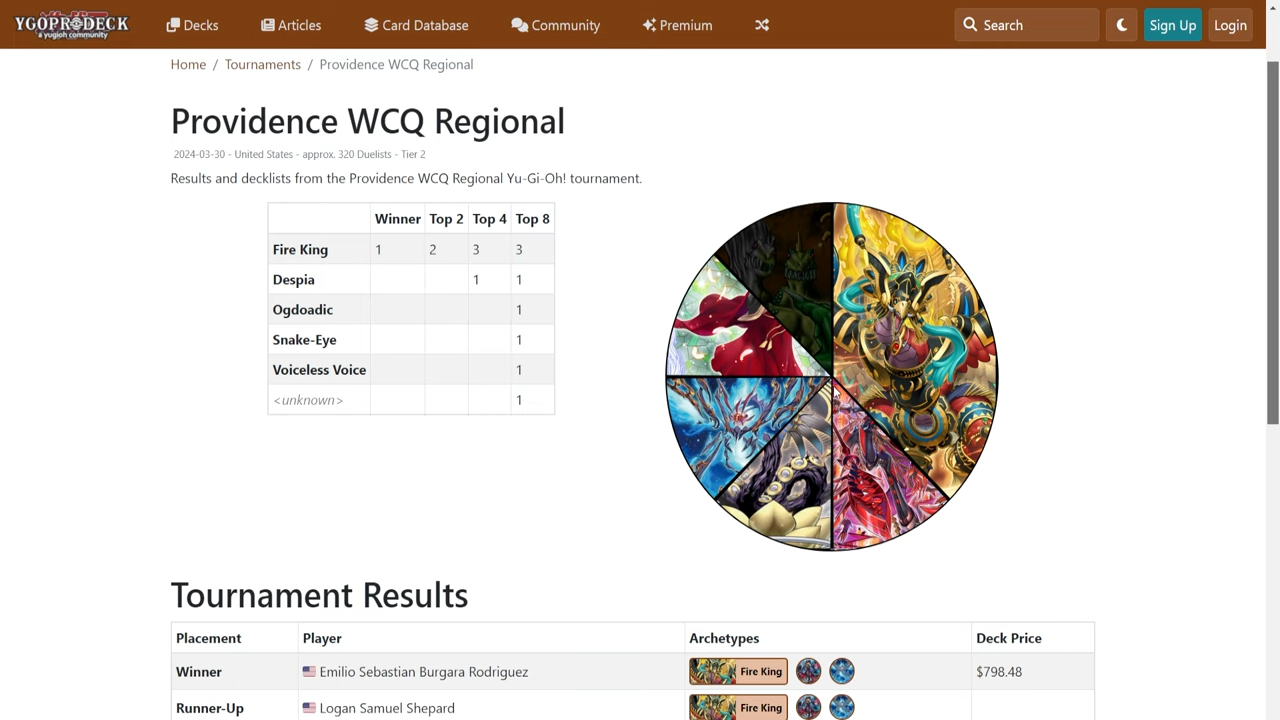 YGOPRODECK
a yugioh community
Decks
Articles
Card Database
Community
Premium
Search
Sign Up
Login
Home / Tournaments / Providence WCQ Regional
Providence WCQ Regional
2024-03-30 - United States - approx. 320 Duelists - Tier 2
Results and decklists from the Providence WCQ Regional Yu-Gi-Oh! tournament.
Winner Top 2 Top 4 Top 8
Fire King 1 2 3 3
Despia 1 1
Ogdoadic 1
Snake-Eye 1
Voiceless Voice 1
<unknown> 1
Tournament Results
Placement Player Archetypes Deck Price
Winner Emilio Sebastian Burgara Rodriguez Fire King $798.48
Runner-Up Logan Samuel Shepard Fire King